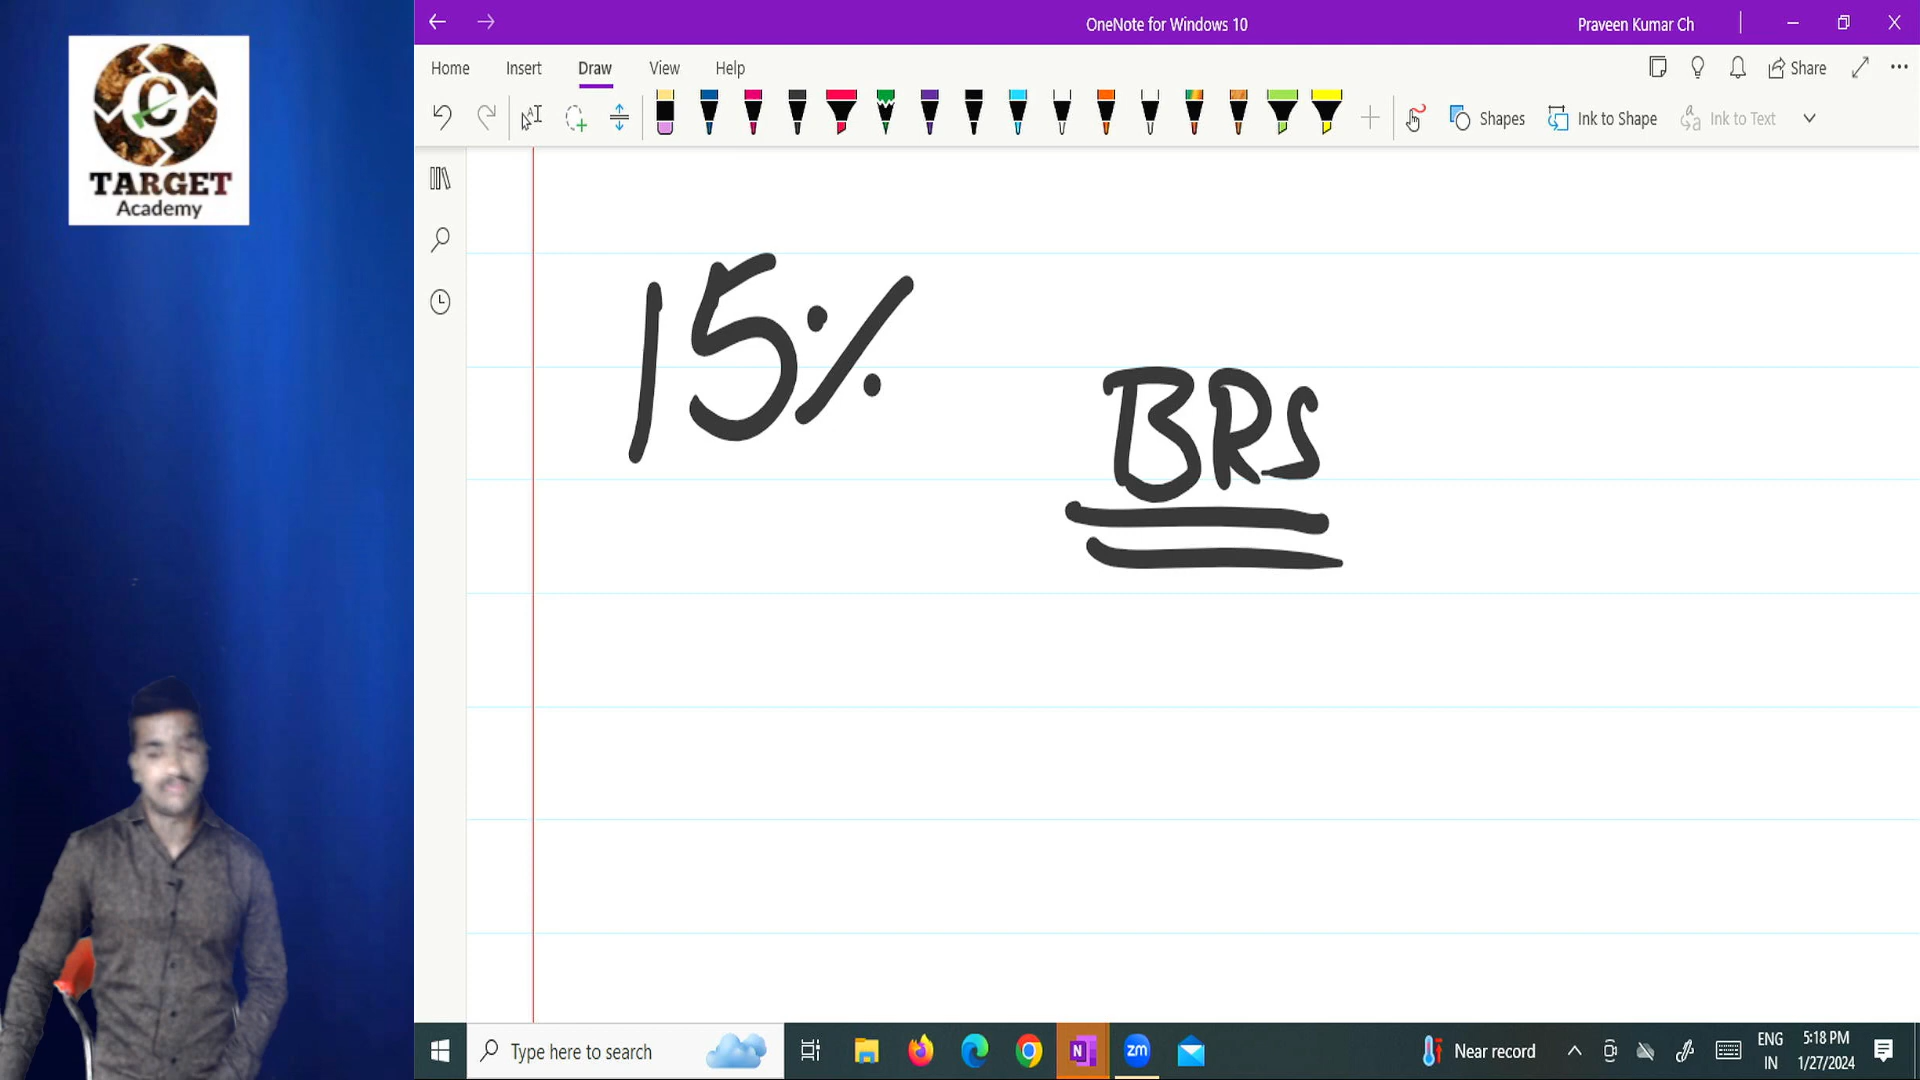 TARGET
Academy
OneNote for Windows 10
Praveen Kumar Ch
Home Insert Draw View Help
Share
Shapes Ink to Shape Ink to Text
15%
BRS
Type here to search
zm
N
Near record
ENG
IN
5:18 PM
1/27/2024